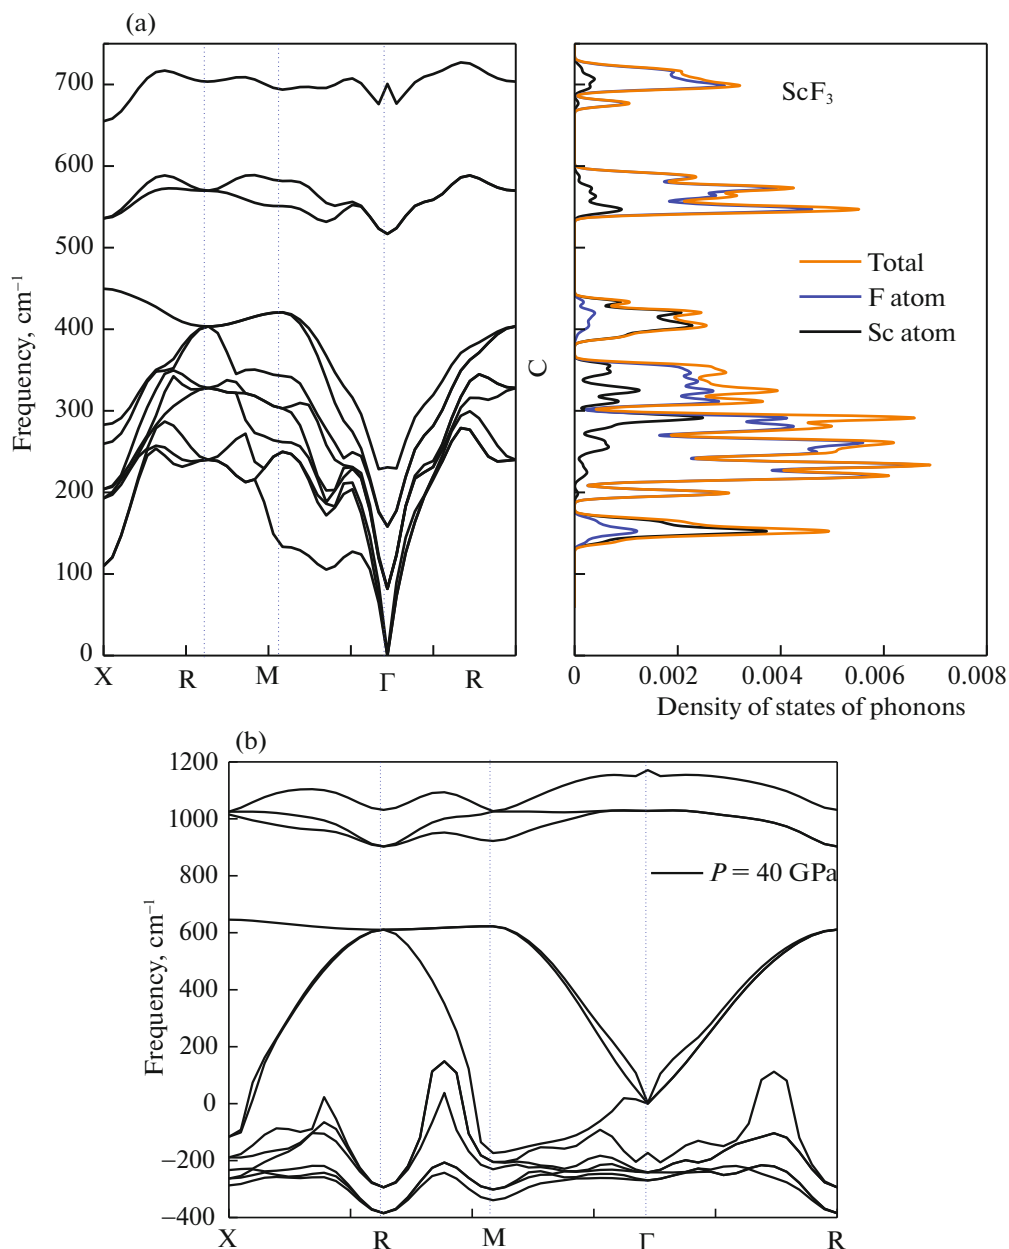 (a)
700
600
500
400
300
200
100
0
Frequency, cm⁻¹
X R M Γ R
C
ScF₃
Total
F atom
Sc atom
0 0.002 0.004 0.006 0.008
Density of states of phonons
(b)
1200
1000
800
600
400
200
0
−200
−400
Frequency, cm⁻¹
P = 40 GPa
X R M Γ R